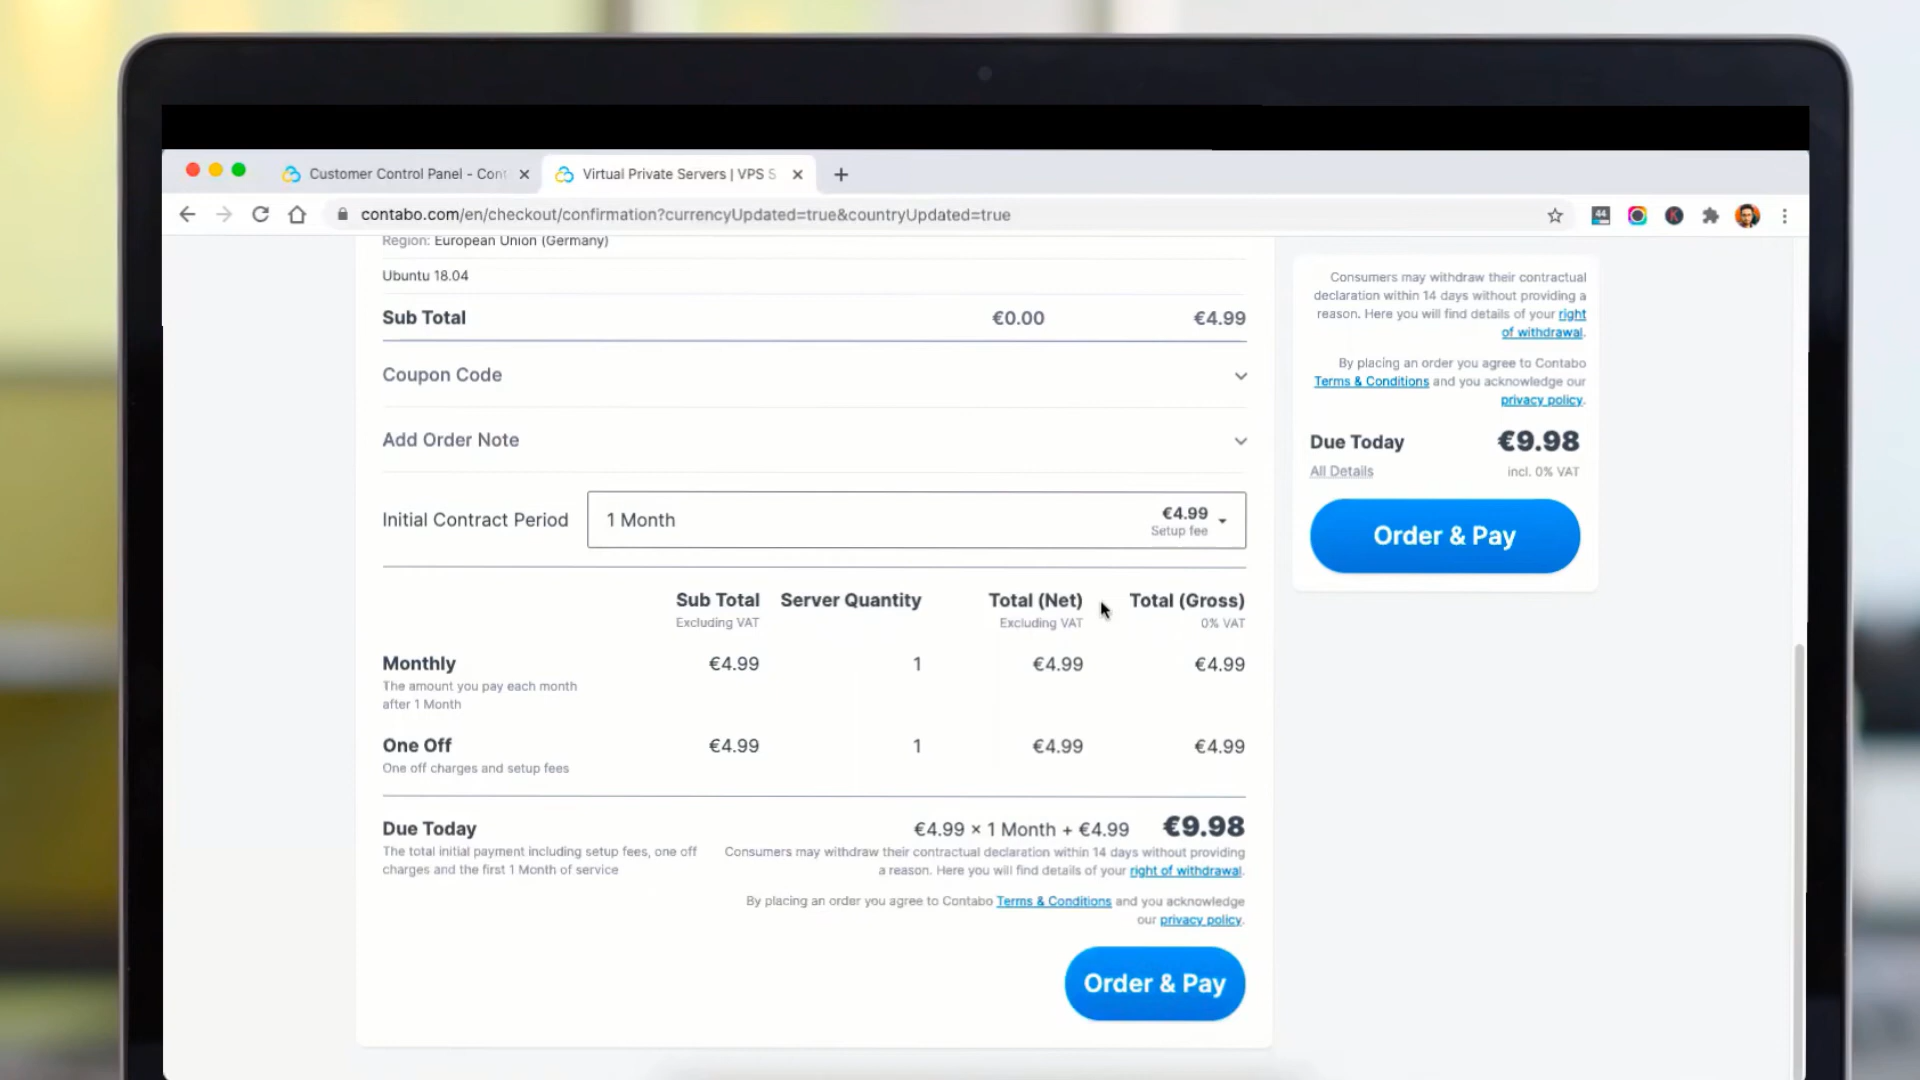 Customer Control Panel - Cont
Virtual Private Servers | VPS S
contabo.com/en/checkout/confirmation?currencyUpdated=true&countryUpdated=true
44
K
Region: European Union (Germany)
Ubuntu 18.04
Sub Total €0.00 €4.99
Coupon Code
Add Order Note
Initial Contract Period 1 Month €4.99
Setup fee
Sub Total Server Quantity Total (Net) Total (Gross)
Excluding VAT Excluding VAT 0% VAT
Monthly €4.99 1 €4.99 €4.99
The amount you pay each month
after 1 Month
One Off €4.99 1 €4.99 €4.99
One off charges and setup fees
Due Today €4.99 × 1 Month + €4.99 €9.98
The total initial payment including setup fees, one off
charges and the first 1 Month of service
Consumers may withdraw their contractual declaration within 14 days without providing
a reason. Here you will find details of your right of withdrawal.
By placing an order you agree to Contabo Terms & Conditions and you acknowledge
our privacy policy.
Order & Pay
Consumers may withdraw their contractual
declaration within 14 days without providing a
reason. Here you will find details of your right
of withdrawal.
By placing an order you agree to Contabo
Terms & Conditions and you acknowledge our
privacy policy.
Due Today €9.98
All Details incl. 0% VAT
Order & Pay